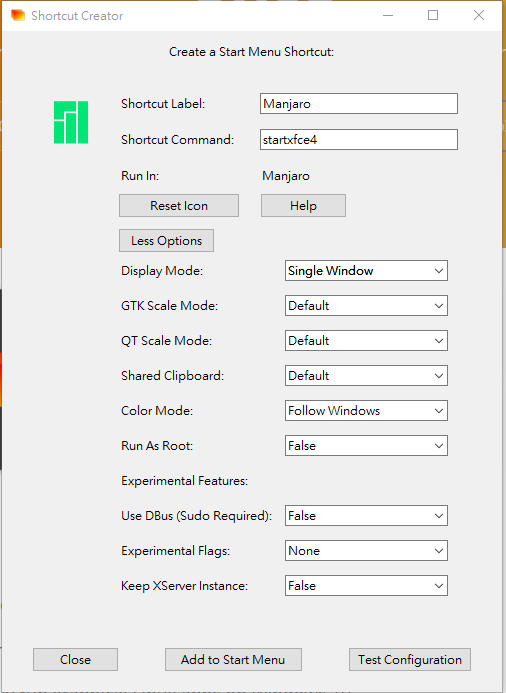 Shortcut Creator
Create a Start Menu Shortcut:
Shortcut Label: Manjaro
Shortcut Command: startxfce4
Run In: Manjaro
Reset Icon Help
Less Options
Display Mode: Single Window
GTK Scale Mode: Default
QT Scale Mode: Default
Shared Clipboard: Default
Color Mode: Follow Windows
Run As Root: False
Experimental Features:
Use DBus (Sudo Required): False
Experimental Flags: None
Keep XServer Instance: False
Close Add to Start Menu Test Configuration